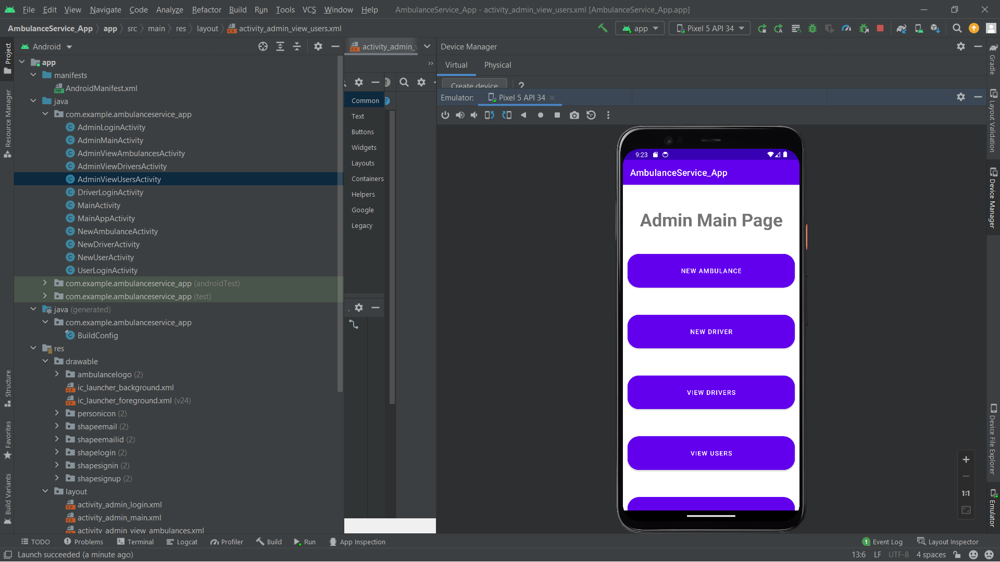 File Edit View Navigate Code Analyze Refactor Build Run Tools VCS Window Help AmbulanceService_App - activity_admin_view_users.xml [AmbulanceService_App.app]
AmbulanceService_App app src main res layout activity_admin_view_users.xml app Pixel 5 API 34
Android
app
manifests
AndroidManifest.xml
java
com.example.ambulanceservice_app
AdminLoginActivity
AdminMainActivity
AdminViewAmbulancesActivity
AdminViewDriversActivity
AdminViewUsersActivity
DriverLoginActivity
MainActivity
MainAppActivity
NewAmbulanceActivity
NewDriverActivity
NewUserActivity
UserLoginActivity
com.example.ambulanceservice_app (androidTest)
com.example.ambulanceservice_app (test)
java (generated)
com.example.ambulanceservice_app
BuildConfig
res
drawable
ambulancelogo (2)
ic_launcher_background.xml
ic_launcher_foreground.xml (v24)
personicon (2)
shapeemail (2)
shapeemailid (2)
shapelogin (2)
shapesignin (2)
shapesignup (2)
layout
activity_admin_login.xml
activity_admin_main.xml
activity_admin_view_ambulances.xml
Project
Resource Manager
Structure
Favorites
Build Variants
activity_admin_
Common
Text
Buttons
Widgets
Layouts
Containers
Helpers
Google
Legacy
Device Manager
Virtual Physical
Create device ?
Emulator: Pixel 5 API 34
9:23
AmbulanceService_App
Admin Main Page
NEW AMBULANCE
NEW DRIVER
VIEW DRIVERS
VIEW USERS
1:1
Gradle
Layout Validation
Device Manager
Device File Explorer
Emulator
TODO Problems Terminal Logcat Profiler Build Run App Inspection 1 Event Log Layout Inspector
Launch succeeded (a minute ago) 13:6 LF UTF-8 4 spaces